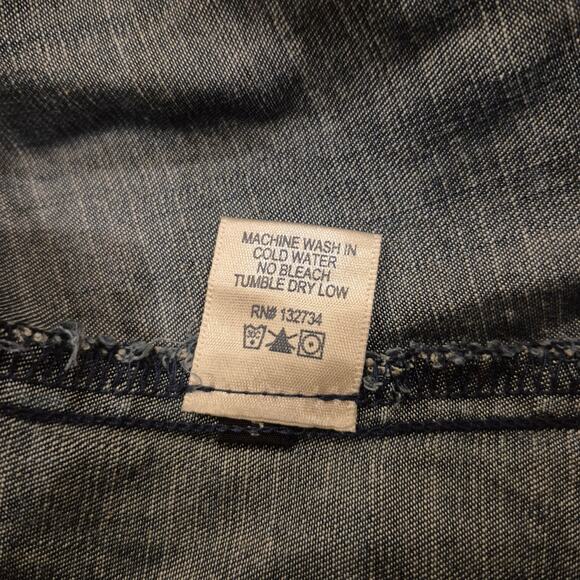 MACHINE WASH IN
COLD WATER
NO BLEACH
TUMBLE DRY LOW
RN# 132734